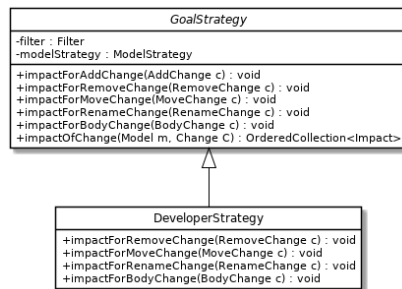 GoalStrategy
-filter : Filter
-modelStrategy : ModelStrategy
+impactForAddChange(AddChange c) : void
+impactForRemoveChange(RemoveChange c) : void
+impactForMoveChange(MoveChange c) : void
+impactForRenameChange(RenameChange c) : void
+impactForBodyChange(BodyChange c) : void
+impactOfChange(Model m, Change C) : OrderedCollection<Impact>
DeveloperStrategy
+impactForRemoveChange(RemoveChange c) : void
+impactForMoveChange(MoveChange c) : void
+impactForRenameChange(RenameChange c) : void
+impactForBodyChange(BodyChange c) : void